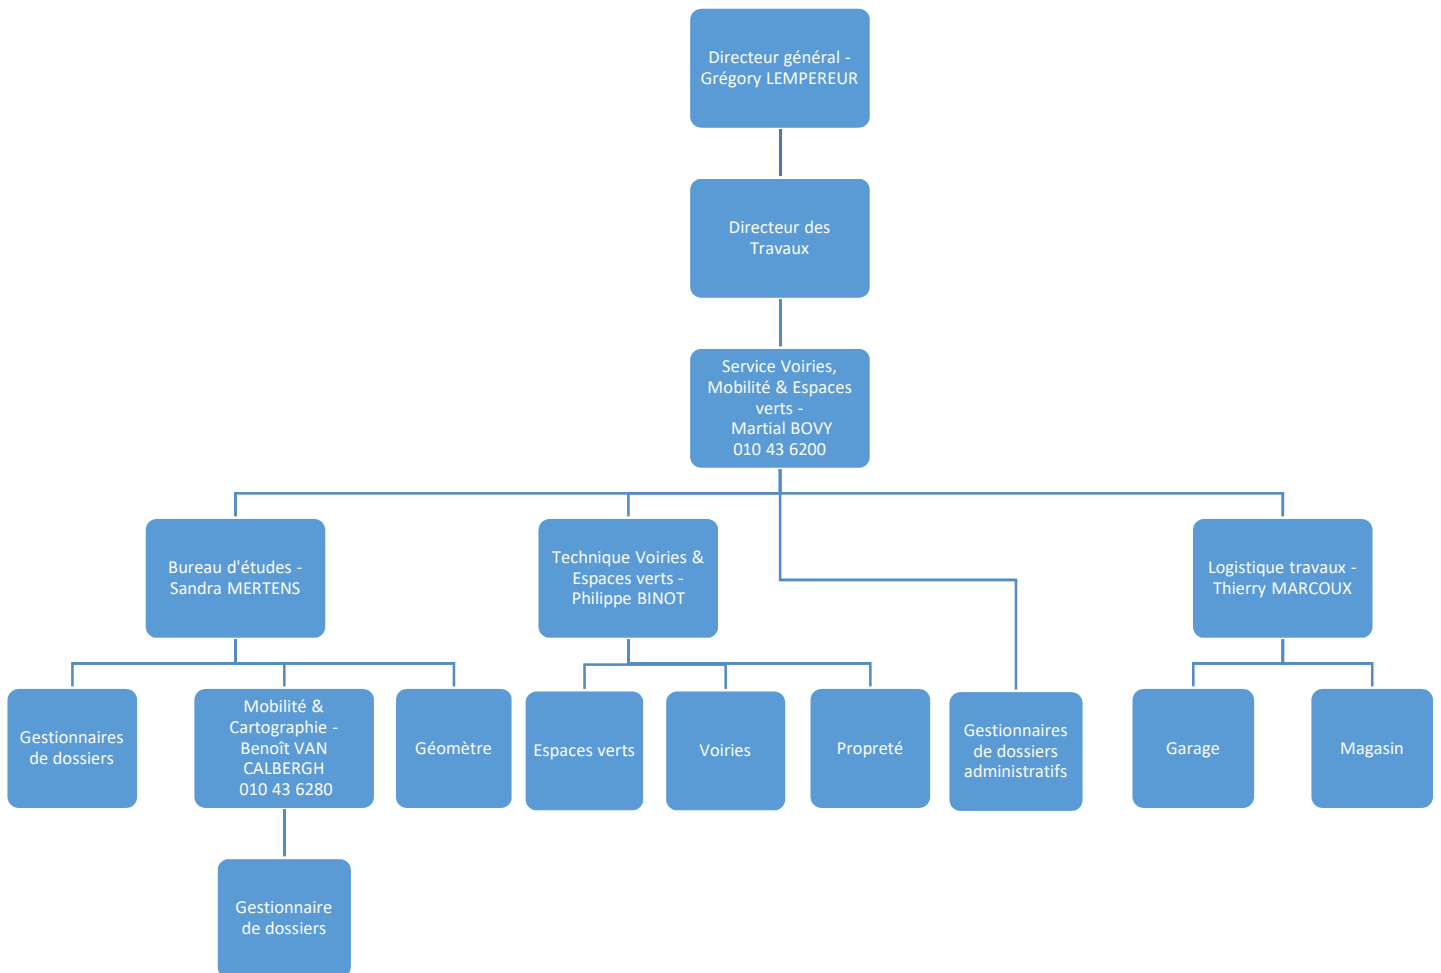 Directeur général -
Grégory LEMPEREUR
Directeur des
Travaux
Service Voiries,
Mobilité & Espaces
verts -
Martial BOVY
010 43 6200
Bureau d'études -
Sandra MERTENS
Technique Voiries &
Espaces verts -
Philippe BINOT
Logistique travaux -
Thierry MARCOUX
Gestionnaires
de dossiers
Mobilité &
Cartographie -
Benoît VAN
CALBERGH
010 43 6280
Géomètre
Espaces verts
Voiries
Propreté
Gestionnaires
de dossiers
administratifs
Garage
Magasin
Gestionnaire
de dossiers